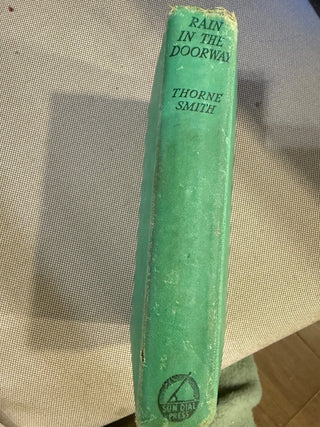 RAIN
IN THE
DOORWAY
THORNE
SMITH
SUN DIAL
PRESS